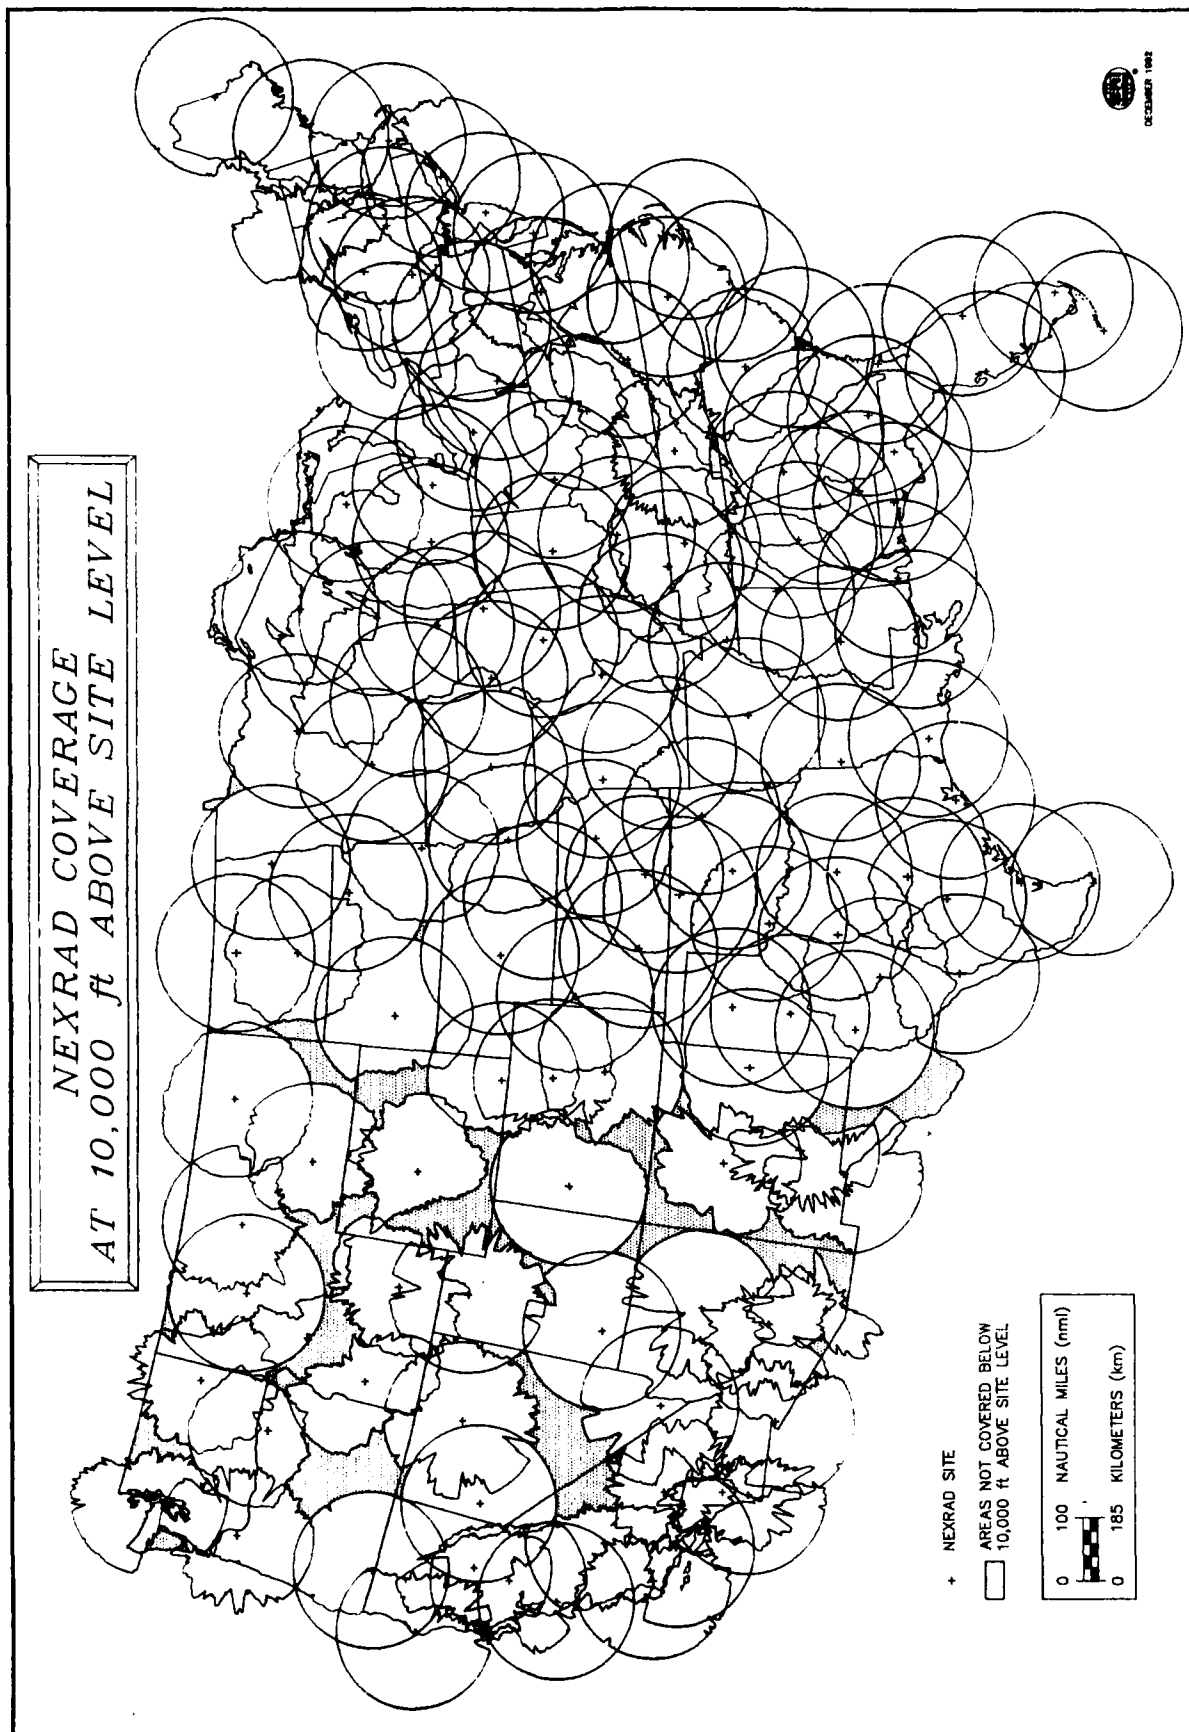 NEXRAD COVERAGE
AT 10,000 ft ABOVE SITE LEVEL
+ NEXRAD SITE
AREAS NOT COVERED BELOW
10,000 ft ABOVE SITE LEVEL
0 100 NAUTICAL MILES (nmi)
0 185 KILOMETERS (km)
DECEMBER 1992